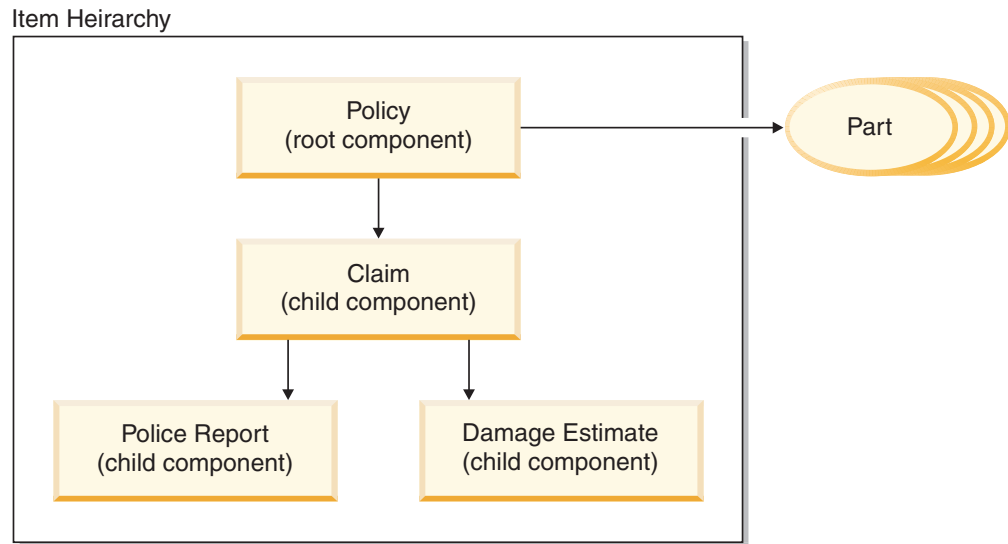 Item Heirarchy
Policy
(root component)
Part
Claim
(child component)
Police Report
(child component)
Damage Estimate
(child component)